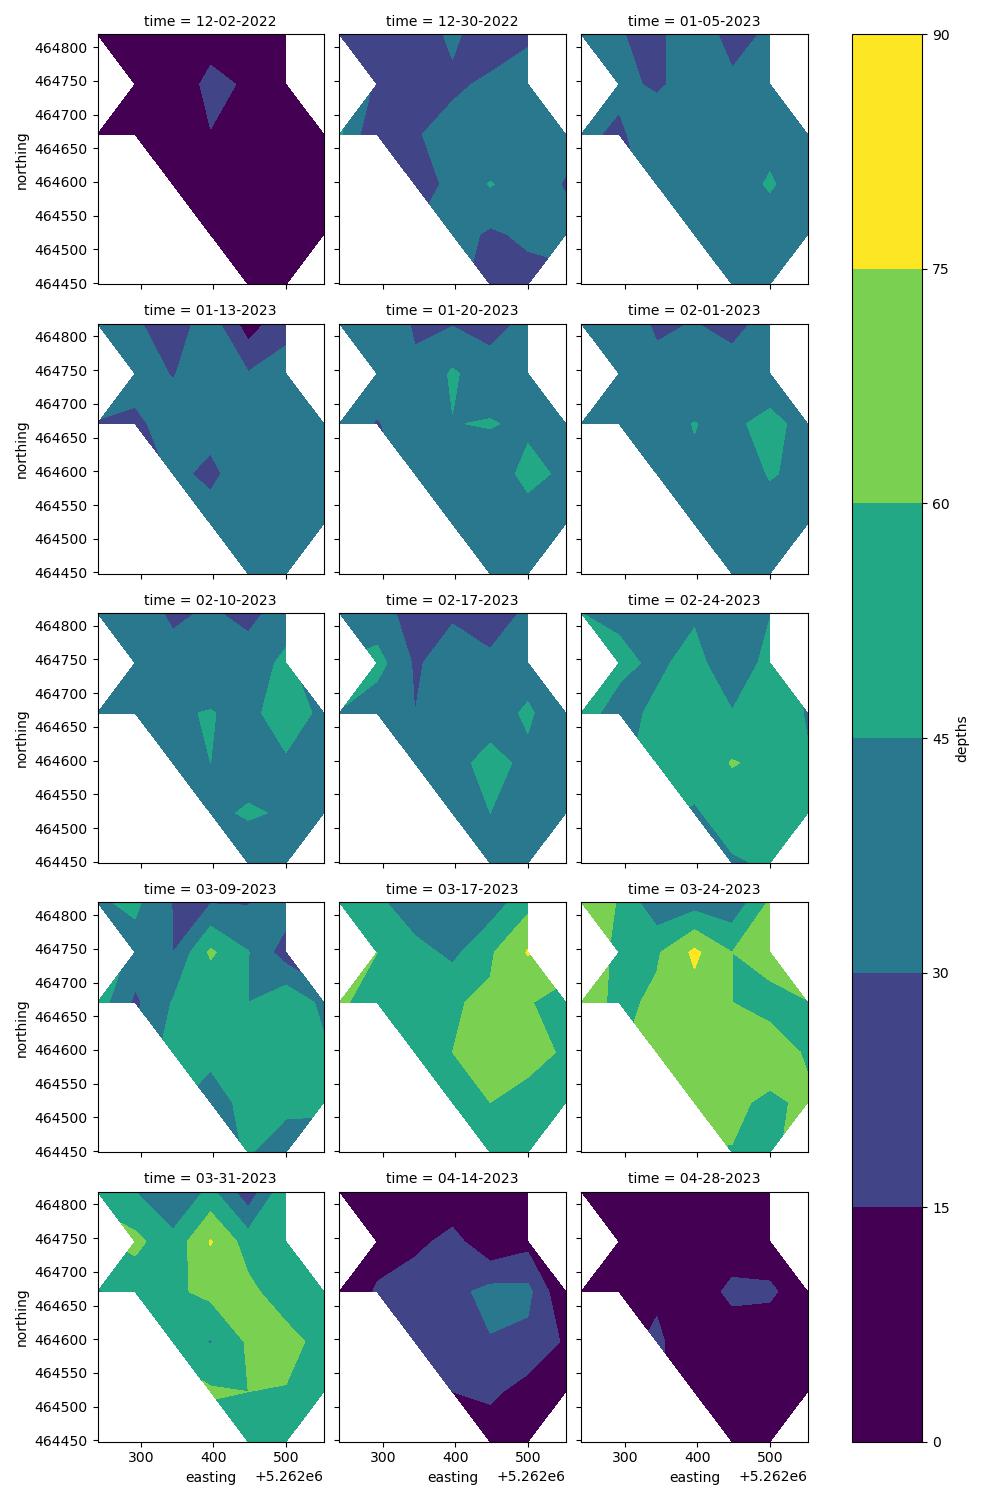 time = 12-02-2022
time = 12-30-2022
time = 01-05-2023
464800
464750
464700
464650
464600
464550
464500
464450
northing
time = 01-13-2023
time = 01-20-2023
time = 02-01-2023
464800
464750
464700
464650
464600
464550
464500
464450
northing
time = 02-10-2023
time = 02-17-2023
time = 02-24-2023
464800
464750
464700
464650
464600
464550
464500
464450
northing
time = 03-09-2023
time = 03-17-2023
time = 03-24-2023
464800
464750
464700
464650
464600
464550
464500
464450
northing
time = 03-31-2023
time = 04-14-2023
time = 04-28-2023
464800
464750
464700
464650
464600
464550
464500
464450
northing
300 400 500
easting +5.262e6
300 400 500
easting +5.262e6
300 400 500
easting +5.262e6
90
75
60
45
30
15
0
depths